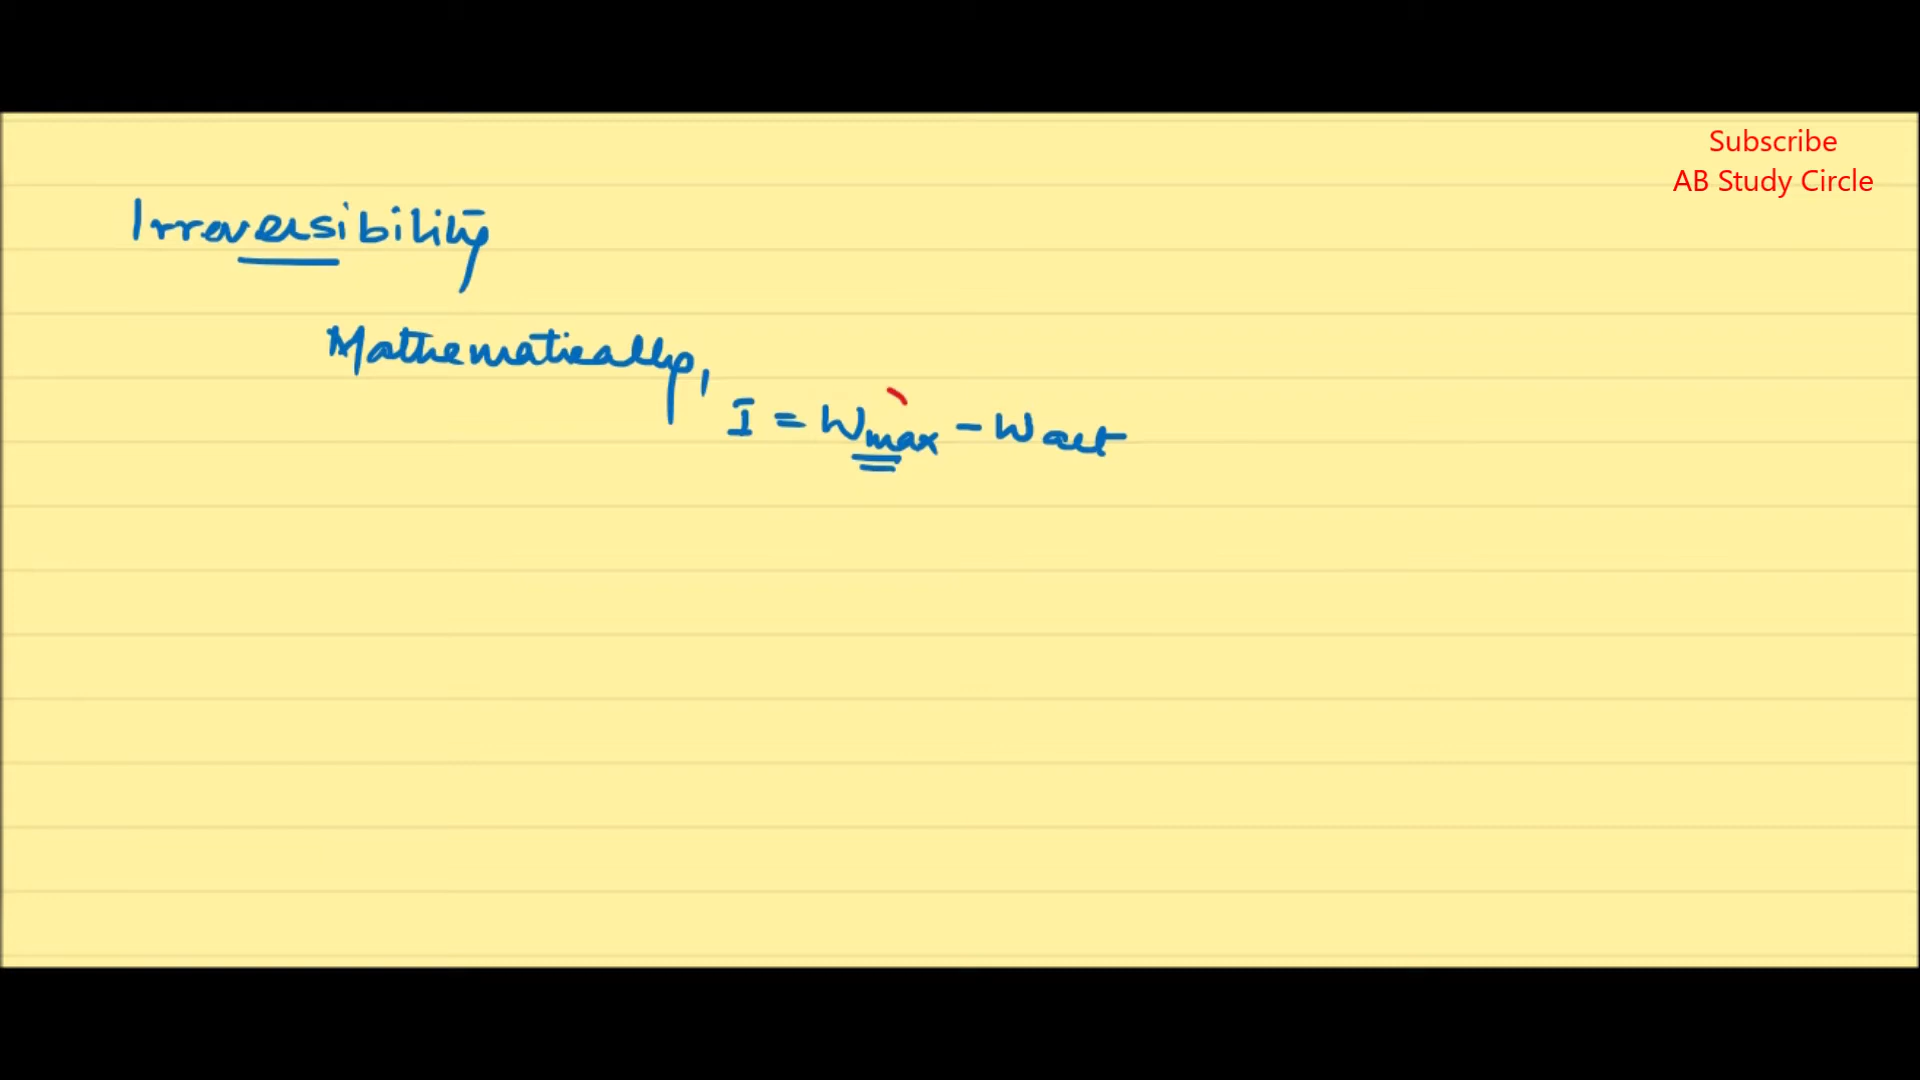 Subscribe
AB Study Circle
Irreversibility
Mathematically,
I = Wmax - Wact